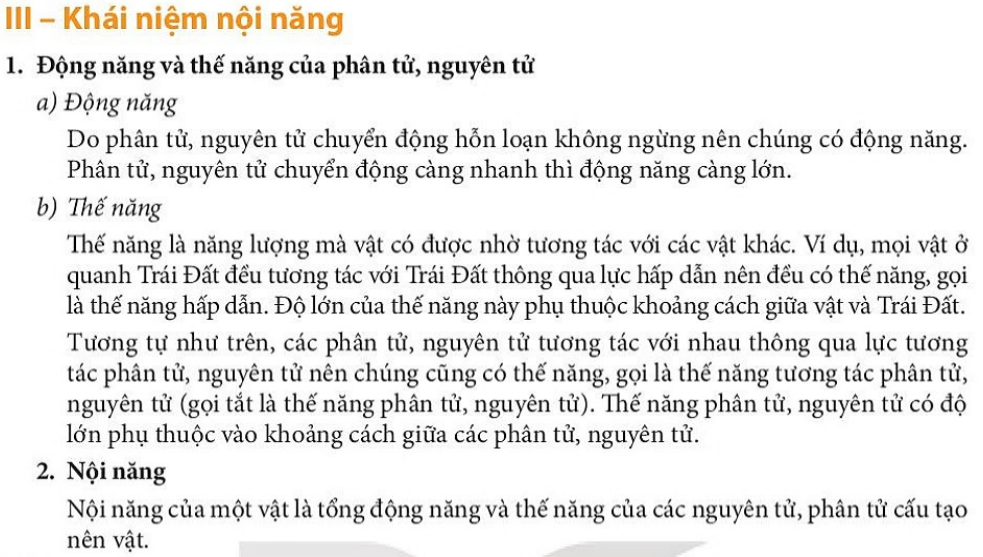 III – Khái niệm nội năng
1. Động năng và thế năng của phân tử, nguyên tử
a) Động năng
Do phân tử, nguyên tử chuyển động hỗn loạn không ngừng nên chúng có động năng.
Phân tử, nguyên tử chuyển động càng nhanh thì động năng càng lớn.
b) Thế năng
Thế năng là năng lượng mà vật có được nhờ tương tác với các vật khác. Ví dụ, mọi vật ở
quanh Trái Đất đều tương tác với Trái Đất thông qua lực hấp dẫn nên đều có thế năng, gọi
là thế năng hấp dẫn. Độ lớn của thế năng này phụ thuộc khoảng cách giữa vật và Trái Đất.
Tương tự như trên, các phân tử, nguyên tử tương tác với nhau thông qua lực tương
tác phân tử, nguyên tử nên chúng cũng có thế năng, gọi là thế năng tương tác phân tử,
nguyên tử (gọi tắt là thế năng phân tử, nguyên tử). Thế năng phân tử, nguyên tử có độ
lớn phụ thuộc vào khoảng cách giữa các phân tử, nguyên tử.
2. Nội năng
Nội năng của một vật là tổng động năng và thế năng của các nguyên tử, phân tử cấu tạo
nên vật.